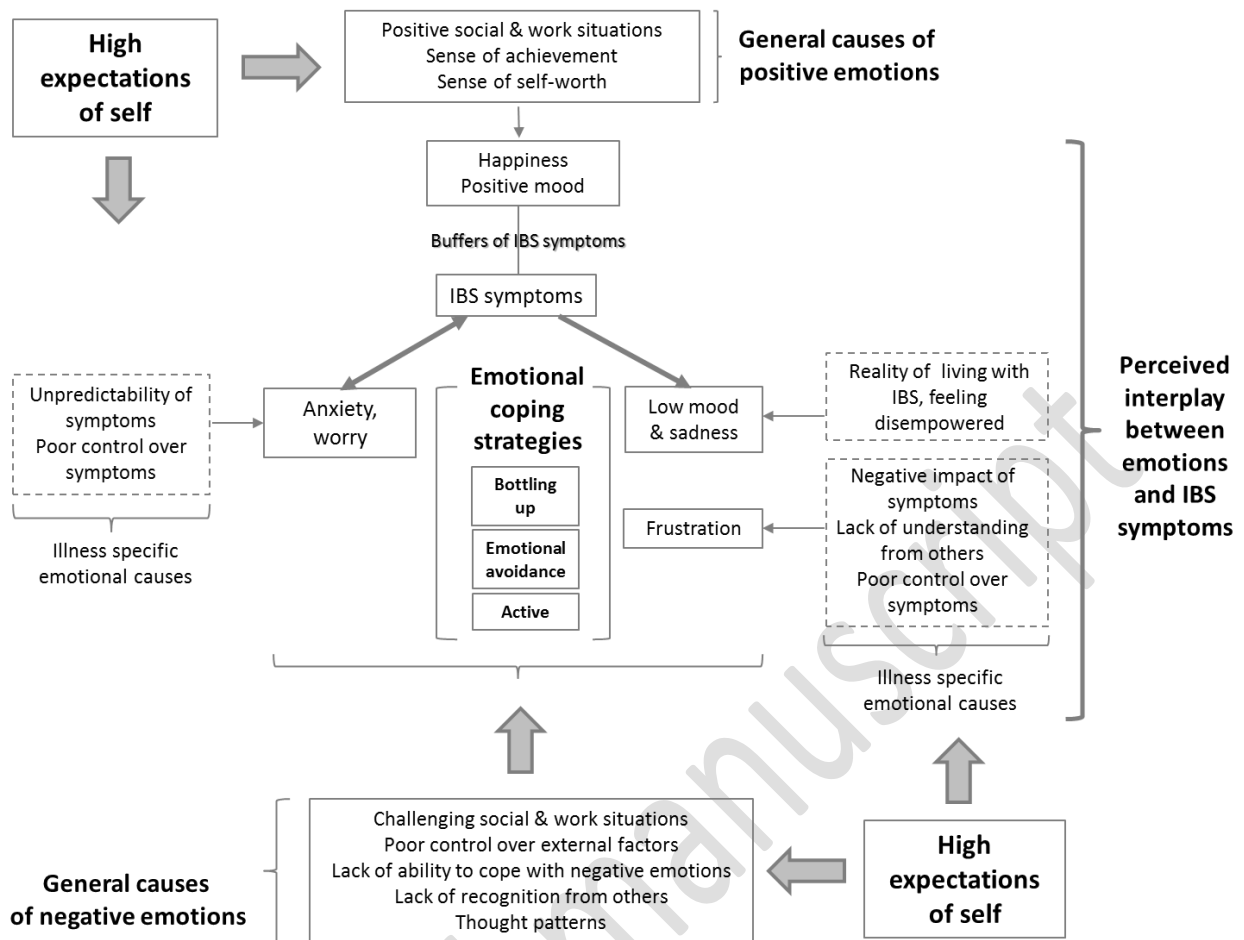 High
expectations
of self
Positive social & work situations
Sense of achievement
Sense of self-worth
General causes of
positive emotions
Happiness
Positive mood
Buffers of IBS symptoms
IBS symptoms
Unpredictability of
symptoms
Poor control over
symptoms
Illness specific
emotional causes
Anxiety,
worry
Emotional
coping
strategies
Bottling
up
Emotional
avoidance
Active
Low mood
& sadness
Frustration
Reality of living with
IBS, feeling
disempowered
Negative impact of
symptoms
Lack of understanding
from others
Poor control over
symptoms
Illness specific
emotional causes
Perceived
interplay
between
emotions
and IBS
symptoms
General causes
of negative emotions
Challenging social & work situations
Poor control over external factors
Lack of ability to cope with negative emotions
Lack of recognition from others
Thought patterns
High
expectations
of self
manuscript